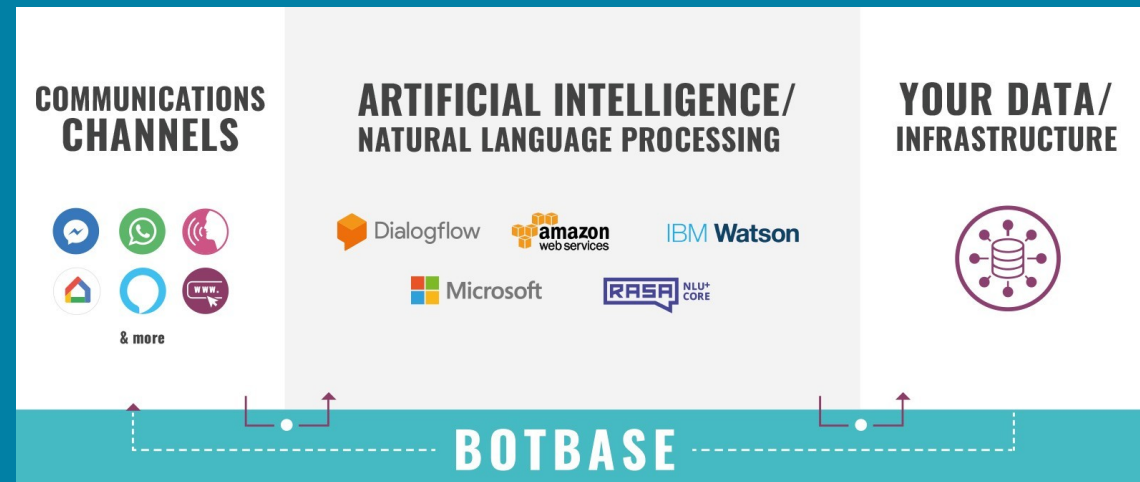 COMMUNICATIONS
CHANNELS
& more
www.
ARTIFICIAL INTELLIGENCE/
NATURAL LANGUAGE PROCESSING
Dialogflow
amazon
web services
IBM Watson
Microsoft
RASA NLU+
CORE
YOUR DATA/
INFRASTRUCTURE
BOTBASE